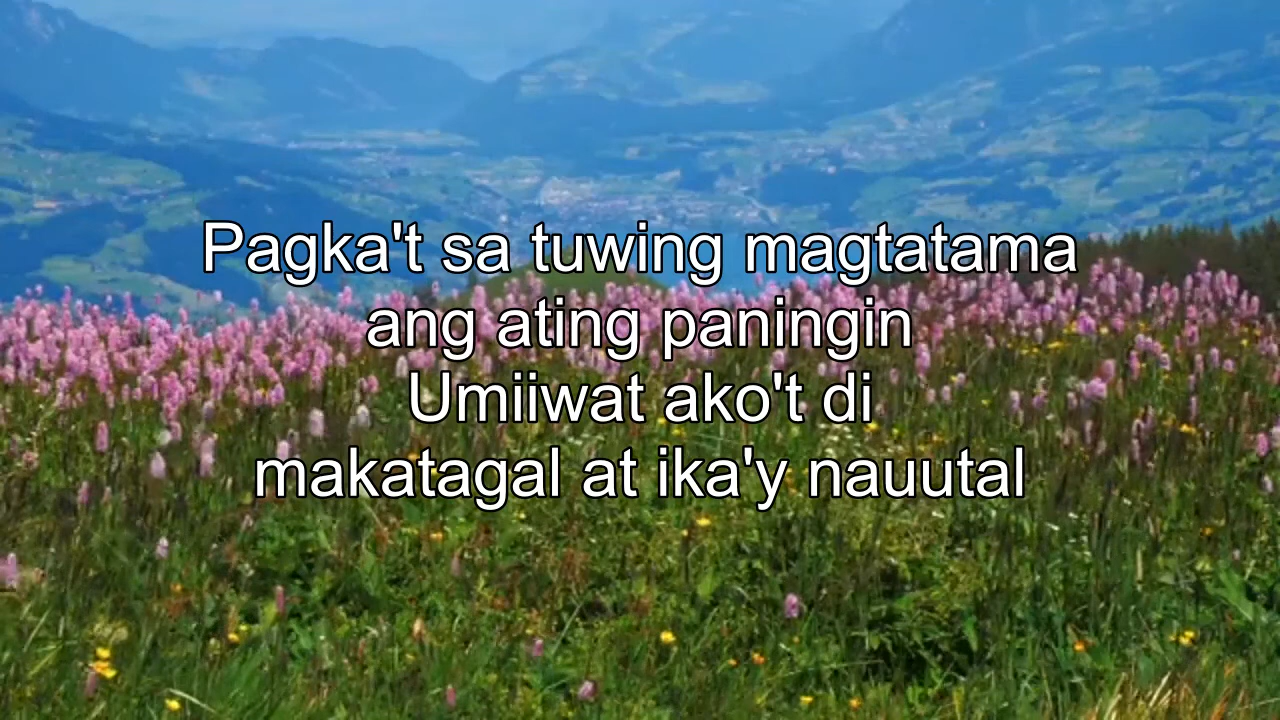 Pagka't sa tuwing magtatama
ang ating paningin
Umiiwat ako't di
makatagal at ika'y nauutal